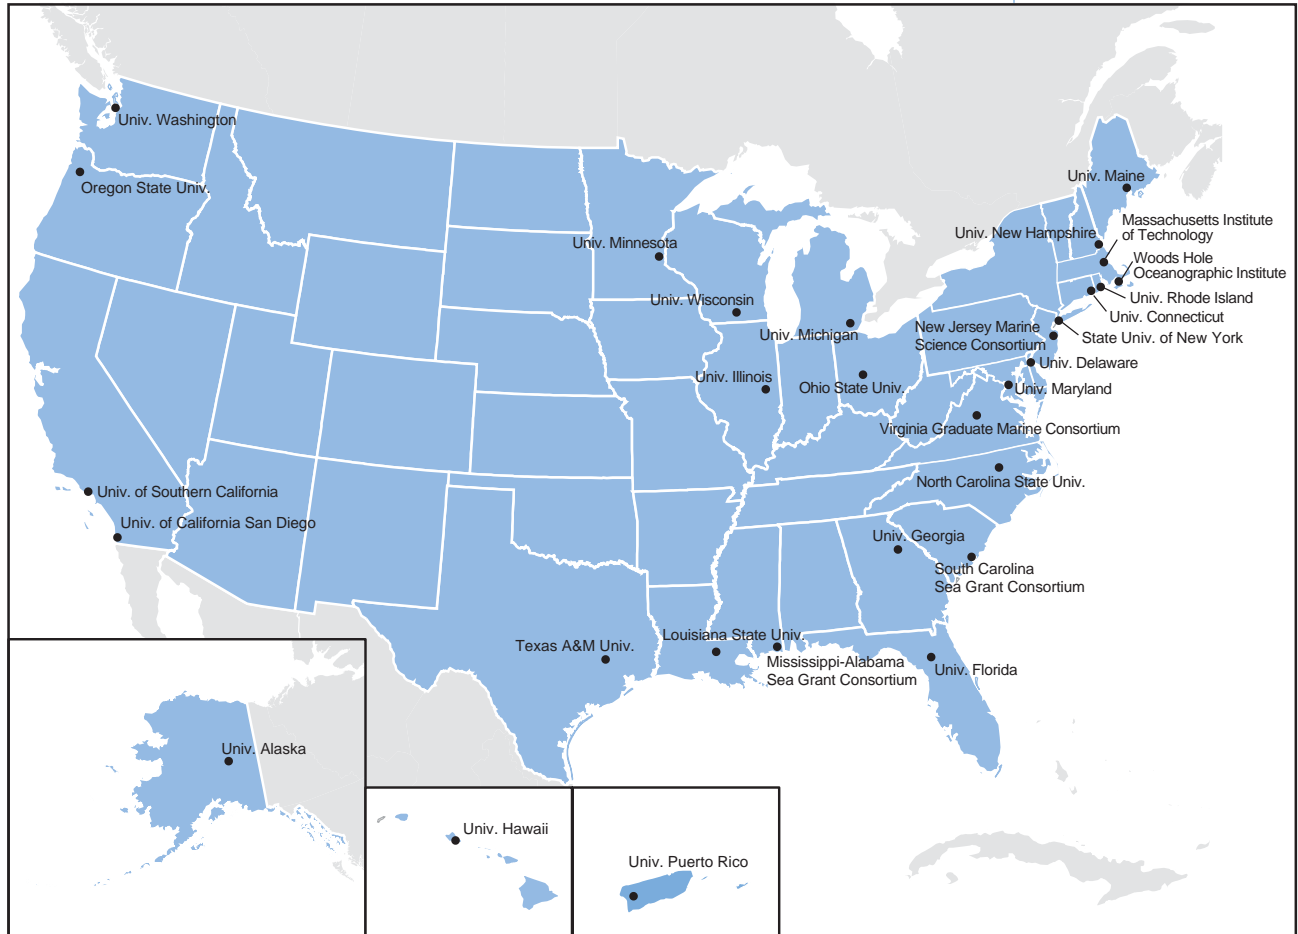 Univ. Washington
Oregon State Univ.
Univ. Maine
Massachusetts Institute
of Technology
Univ. New Hampshire
Univ. Minnesota
Woods Hole
Oceanographic Institute
Univ. Wisconsin
Univ. Rhode Island
Univ. Connecticut
Univ. Michigan
New Jersey Marine
Science Consortium
State Univ. of New York
Univ. Delaware
Univ. Illinois
Ohio State Univ.
Univ. Maryland
Virginia Graduate Marine Consortium
North Carolina State Univ.
Univ. of Southern California
Univ. of California San Diego
Univ. Georgia
South Carolina
Sea Grant Consortium
Texas A&M Univ.
Louisiana State Univ.
Mississippi-Alabama
Sea Grant Consortium
Univ. Florida
Univ. Alaska
Univ. Hawaii
Univ. Puerto Rico